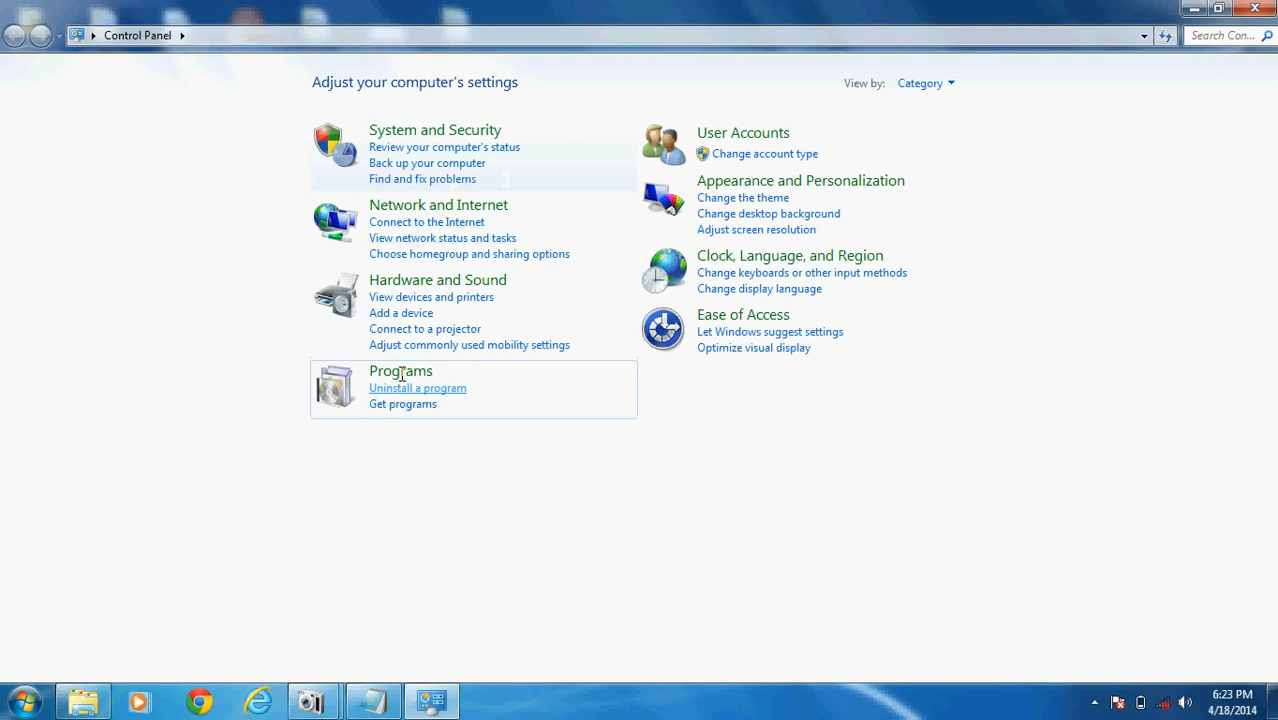 Control Panel
Search Con...
Adjust your computer's settings
View by: Category
System and Security
Review your computer's status
Back up your computer
Find and fix problems
Network and Internet
Connect to the Internet
View network status and tasks
Choose homegroup and sharing options
Hardware and Sound
View devices and printers
Add a device
Connect to a projector
Adjust commonly used mobility settings
Programs
Uninstall a program
Get programs
User Accounts
Change account type
Appearance and Personalization
Change the theme
Change desktop background
Adjust screen resolution
Clock, Language, and Region
Change keyboards or other input methods
Change display language
Ease of Access
Let Windows suggest settings
Optimize visual display
6:23 PM
4/18/2014